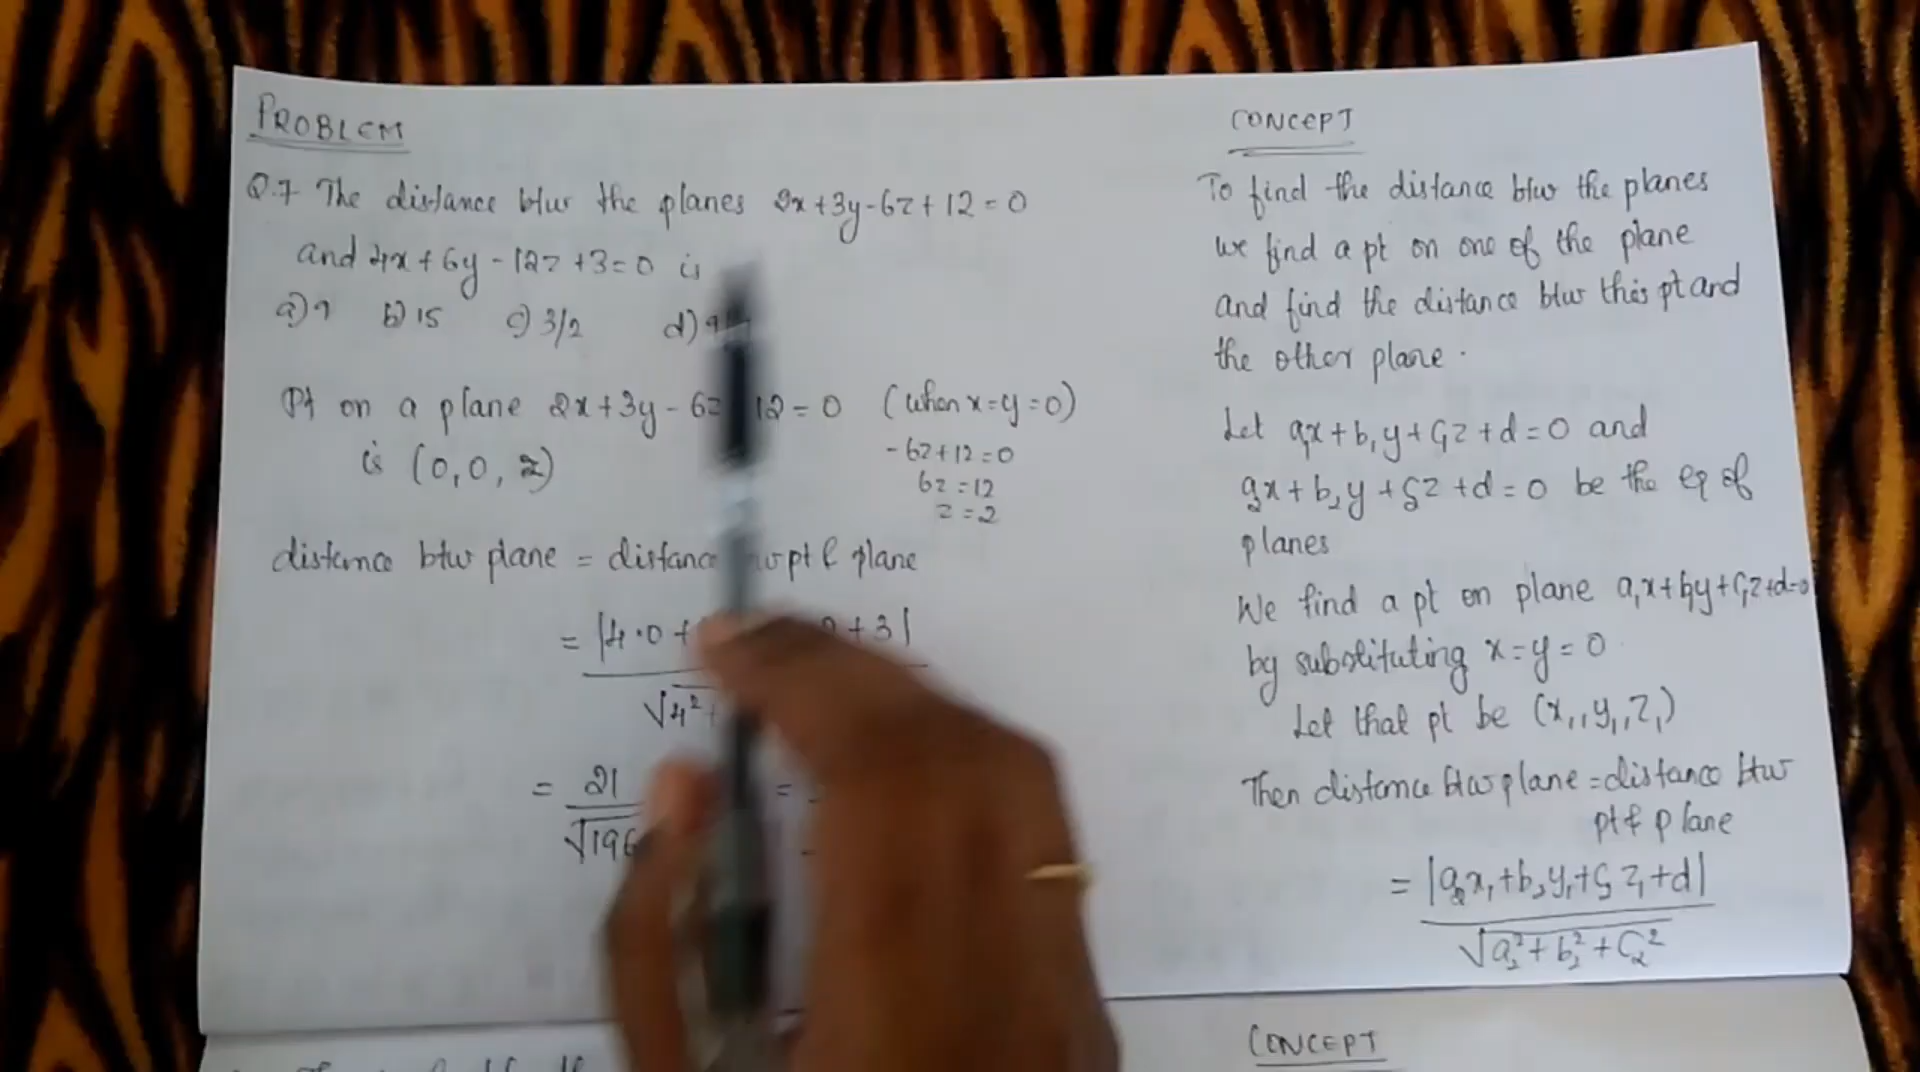 PROBLEM
Q.7 The distance btw the planes 2x+3y-6z+12=0
and 4x+6y-12z+3=0 is
a) 9 b) 15 c) 3/2 d) 9
Pt on a plane 2x+3y-6z 12=0 (when x=y=0)
is (0,0,2)
-6z+12=0
6z=12
z=2
distance btw plane = distance pt & plane
= |4·0+ +3|
√4²+
= 21 =
√196
CONCEPT
To find the distance btw the planes
we find a pt on one of the plane
and find the distance btw this pt and
the other plane.
Let a₁x+b₁y+c₁z+d=0 and
a₂x+b₂y+c₂z+d=0 be the eq of
planes
We find a pt on plane a₁x+b₁y+c₁z+d=0
by substituting x=y=0
Let that pt be (x₁,y₁,z₁)
Then distance btw plane = distance btw
pt & plane
= |a₂x₁+b₂y₁+c₂z₁+d|
√a₂²+b₂²+c₂²
CONCEPT